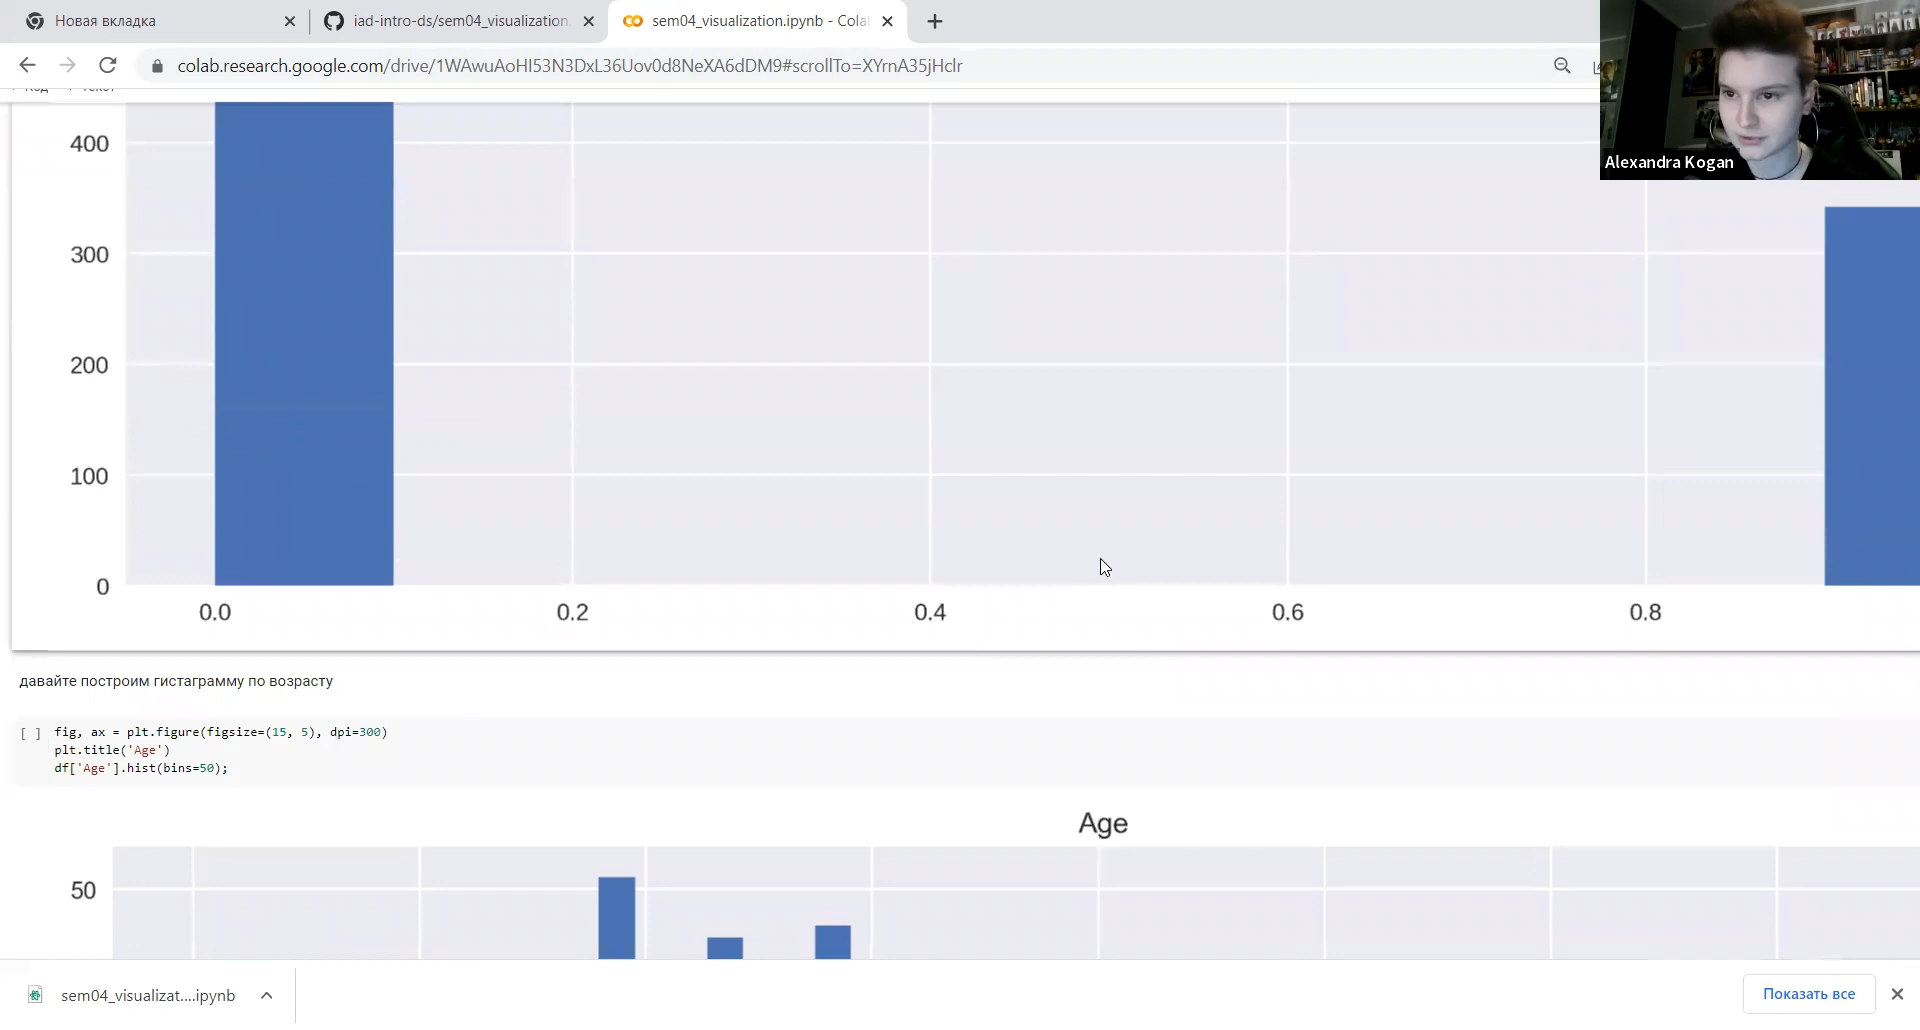 Новая вкладка
iad-intro-ds/sem04_visualization
sem04_visualization.ipynb - Cola
colab.research.google.com/drive/1WAwuAoHI53N3DxL36Uov0d8NeXA6dDM9#scrollTo=XYrnA35jHclr
Alexandra Kogan
400
300
200
100
0
0.0 0.2 0.4 0.6 0.8
давайте построим гистаграмму по возрасту
[ ] fig, ax = plt.figure(figsize=(15, 5), dpi=300)
plt.title('Age')
df['Age'].hist(bins=50);
Age
50
sem04_visualizat....ipynb
Показать все